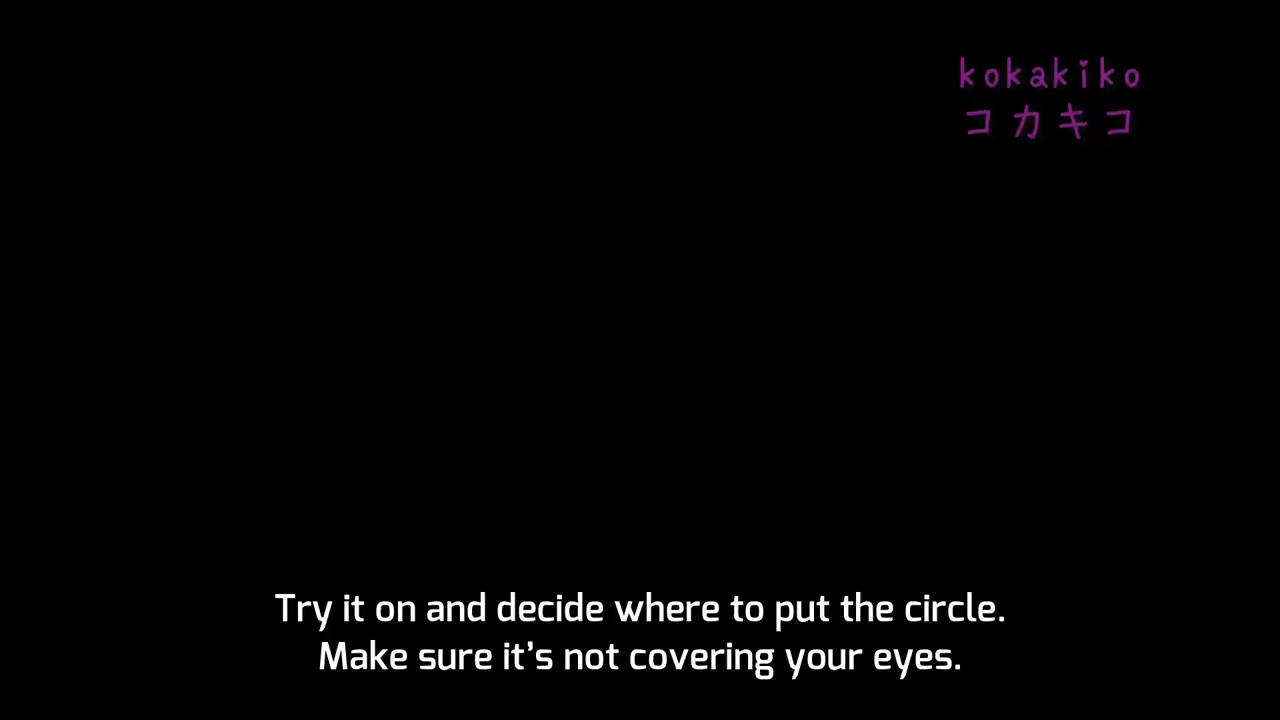 kokakiko
コカキコ
Try it on and decide where to put the circle.
Make sure it’s not covering your eyes.